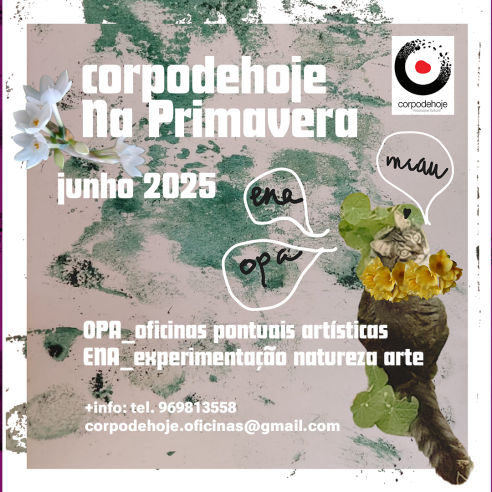 corpodehoje
Na Primavera
corpodehoje
junho 2025
miau
ena
opa
OPA_oficinas pontuais artísticas
ENA_experimentação natureza arte
+info: tel. 969813558
corpodehoje.oficinas@gmail.com